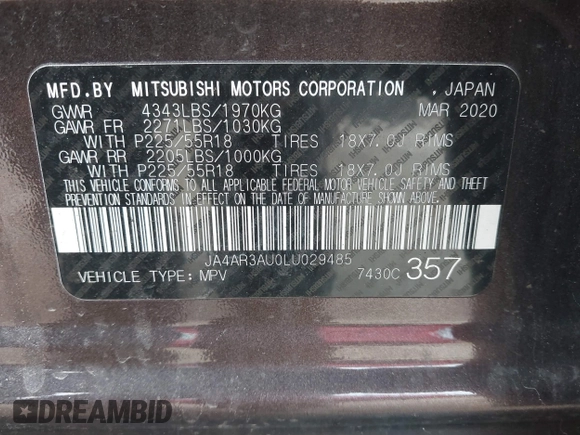 MFD.BY MITSUBISHI MOTORS CORPORATION , JAPAN
GVWR 4343LBS/1970KG MAR 2020
GAWR FR 2271LBS/1030KG
WITH P225/55R18 TIRES 18X7.0J RIMS
GAWR RR 2205LBS/1000KG
WITH P225/55R18 TIRES 18X7.0J RIMS
THIS VEHICLE CONFORMS TO ALL APPLICABLE FEDERAL MOTOR VEHICLE SAFETY AND THEFT
PREVENTION STANDARDS IN EFFECT ON THE DATE OF MANUFACTURE SHOWN ABOVE.
JA4AR3AU0LU029485
VEHICLE TYPE: MPV 7430C 357
DREAMBID